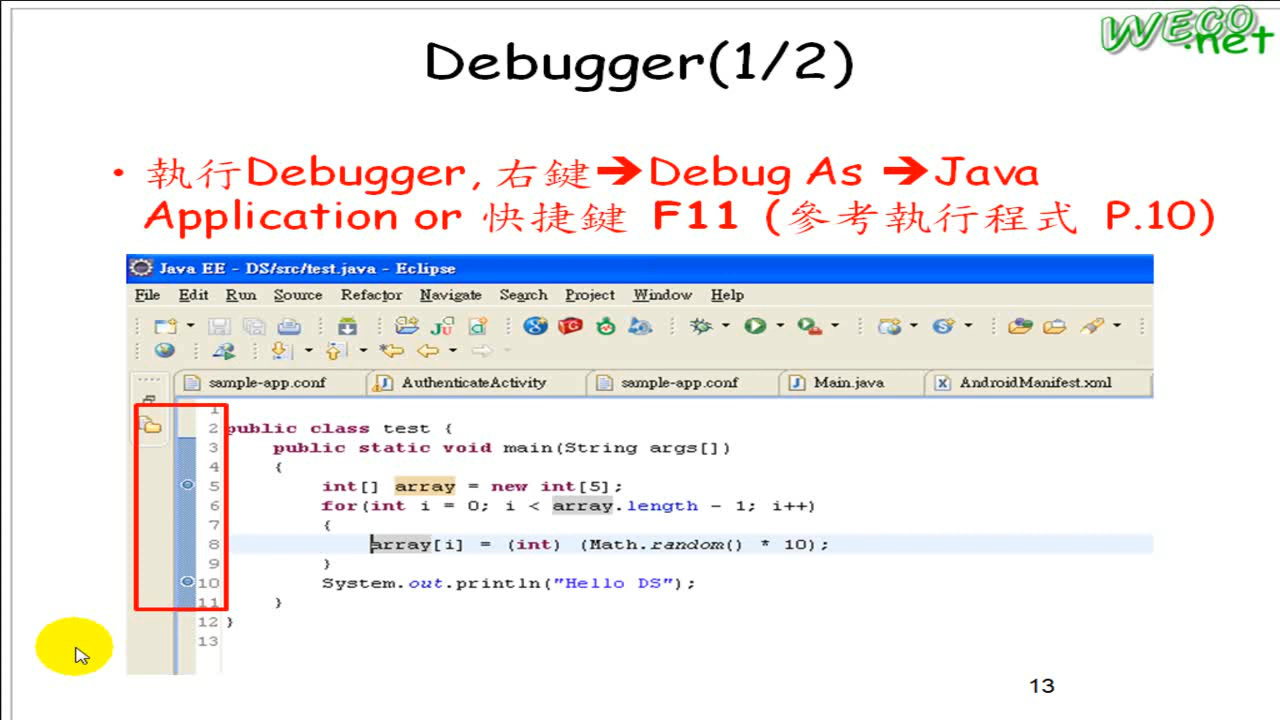 WECO.net
Debugger(1/2)
• 執行Debugger, 右鍵➔Debug As ➔Java
Application or 快捷鍵 F11 (參考執行程式 P.10)
Java EE - DS/src/test.java - Eclipse
File Edit Run Source Refactor Navigate Search Project Window Help
sample-app.conf AuthenticateActivity sample-app.conf Main.java AndroidManifest.xml
1
2 public class test {
3 public static void main(String args[])
4 {
5 int[] array = new int[5];
6 for(int i = 0; i < array.length - 1; i++)
7 {
8 array[i] = (int) (Math.random() * 10);
9 }
10 System.out.println("Hello DS");
11 }
12 }
13
13